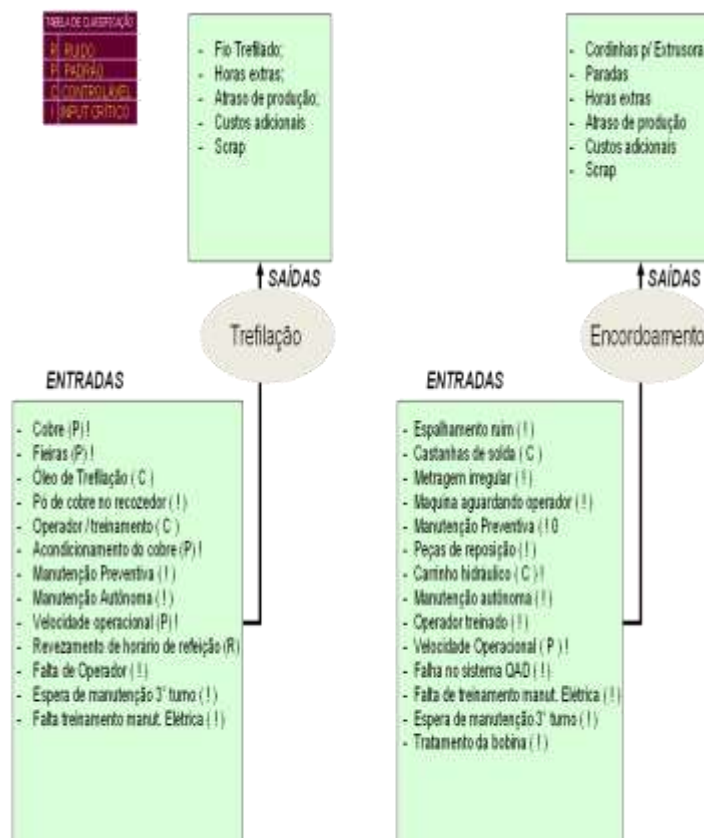 TABELA DE CLASSIFICAÇÃO
R RUIDO
P PADRÃO
C CONTROLÁVEL
! INPUT CRÍTICO
- Fio Trefilado;
- Horas extras;
- Atraso de produção;
- Custos adicionais
- Scrap
SAÍDAS
Trefilação
ENTRADAS
- Cobre (P) !
- Fieiras (P) !
- Óleo de Trefilação ( C )
- Pó de cobre no recozedor ( ! )
- Operador / treinamento ( C )
- Acondicionamento do cobre (P) !
- Manutenção Preventiva ( ! )
- Manutenção Autônoma ( ! )
- Velocidade operacional (P) !
- Revezamento de horário de refeição (R)
- Falta de Operador ( ! )
- Espera de manutenção 3° turno ( ! )
- Falta treinamento manut. Elétrica ( ! )
- Cordinhas p/ Extrusora
- Paradas
- Horas extras
- Atraso de produção
- Custos adicionais
- Scrap
SAÍDAS
Encordoamento
ENTRADAS
- Espalhamento ruim ( ! )
- Castanhas de solda ( C )
- Metragem irregular ( ! )
- Maquina aguardando operador ( ! )
- Manutenção Preventiva ( ! 0
- Peças de reposição ( ! )
- Carrinho hidráulico ( C ) !
- Manutenção autônoma ( ! )
- Operador treinado ( ! )
- Velocidade Operacional ( P ) !
- Falha no sistema QAD ( ! )
- Falta de treinamento manut. Elétrica ( ! )
- Espera de manutenção 3° turno ( ! )
- Tratamento da bobina ( ! )